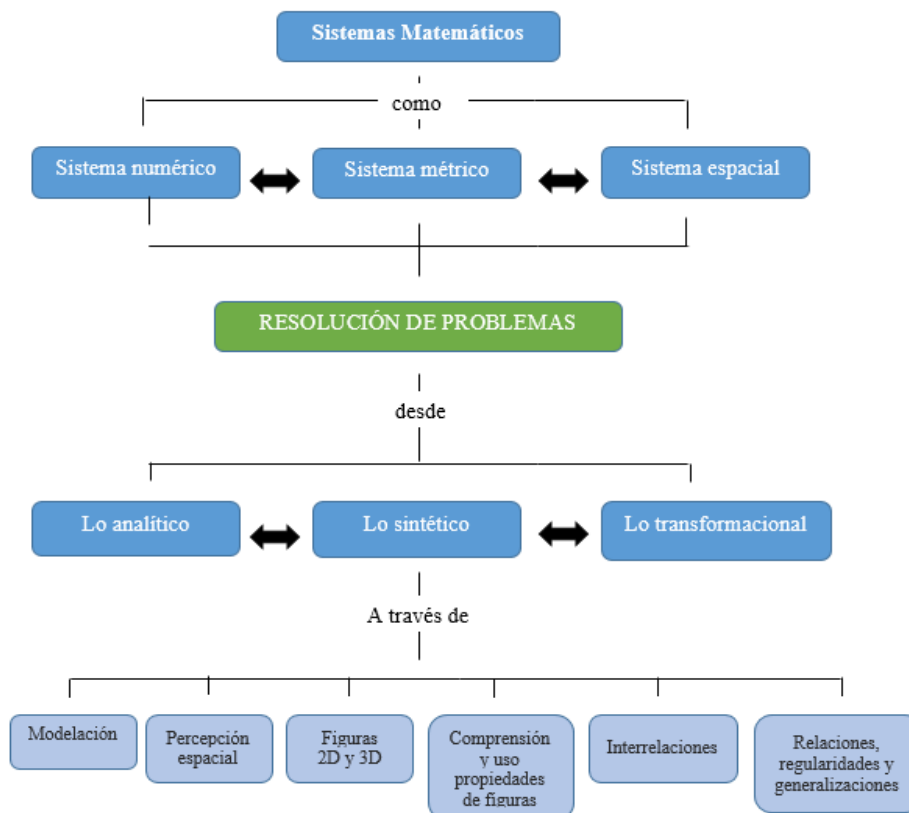 Sistemas Matemáticos
como
Sistema numérico
Sistema métrico
Sistema espacial
RESOLUCIÓN DE PROBLEMAS
desde
Lo analítico
Lo sintético
Lo transformacional
A través de
Modelación
Percepción
espacial
Figuras
2D y 3D
Comprensión
y uso
propiedades
de figuras
Interrelaciones
Relaciones,
regularidades y
generalizaciones